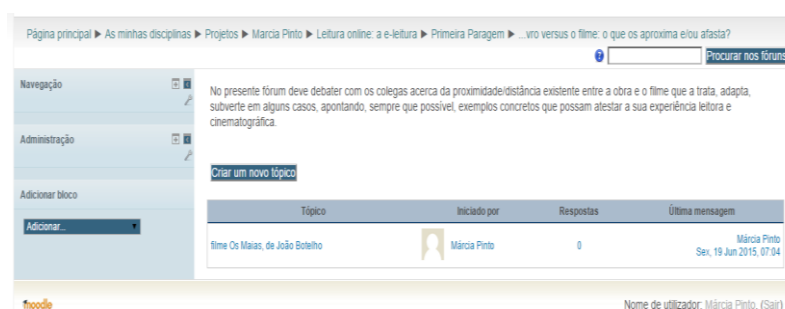 Página principal ▶ As minhas disciplinas ▶ Projetos ▶ Marcia Pinto ▶ Leitura online: a e-leitura ▶ Primeira Paragem ▶ ...vro versus o filme: o que os aproxima e/ou afasta?
Procurar nos fóruns
Navegação
No presente fórum deve debater com os colegas acerca da proximidade/distância existente entre a obra e o filme que a trata, adapta,
subverte em alguns casos, apontando, sempre que possível, exemplos concretos que possam atestar a sua experiência leitora e
cinematográfica.
Administração
Criar um novo tópico
Adicionar bloco
Adicionar...
Tópico Iniciado por Respostas Última mensagem
filme Os Maias, de João Botelho Márcia Pinto 0 Márcia Pinto
Sex, 19 Jun 2015, 07:04
moodle Nome de utilizador: Márcia Pinto. (Sair)